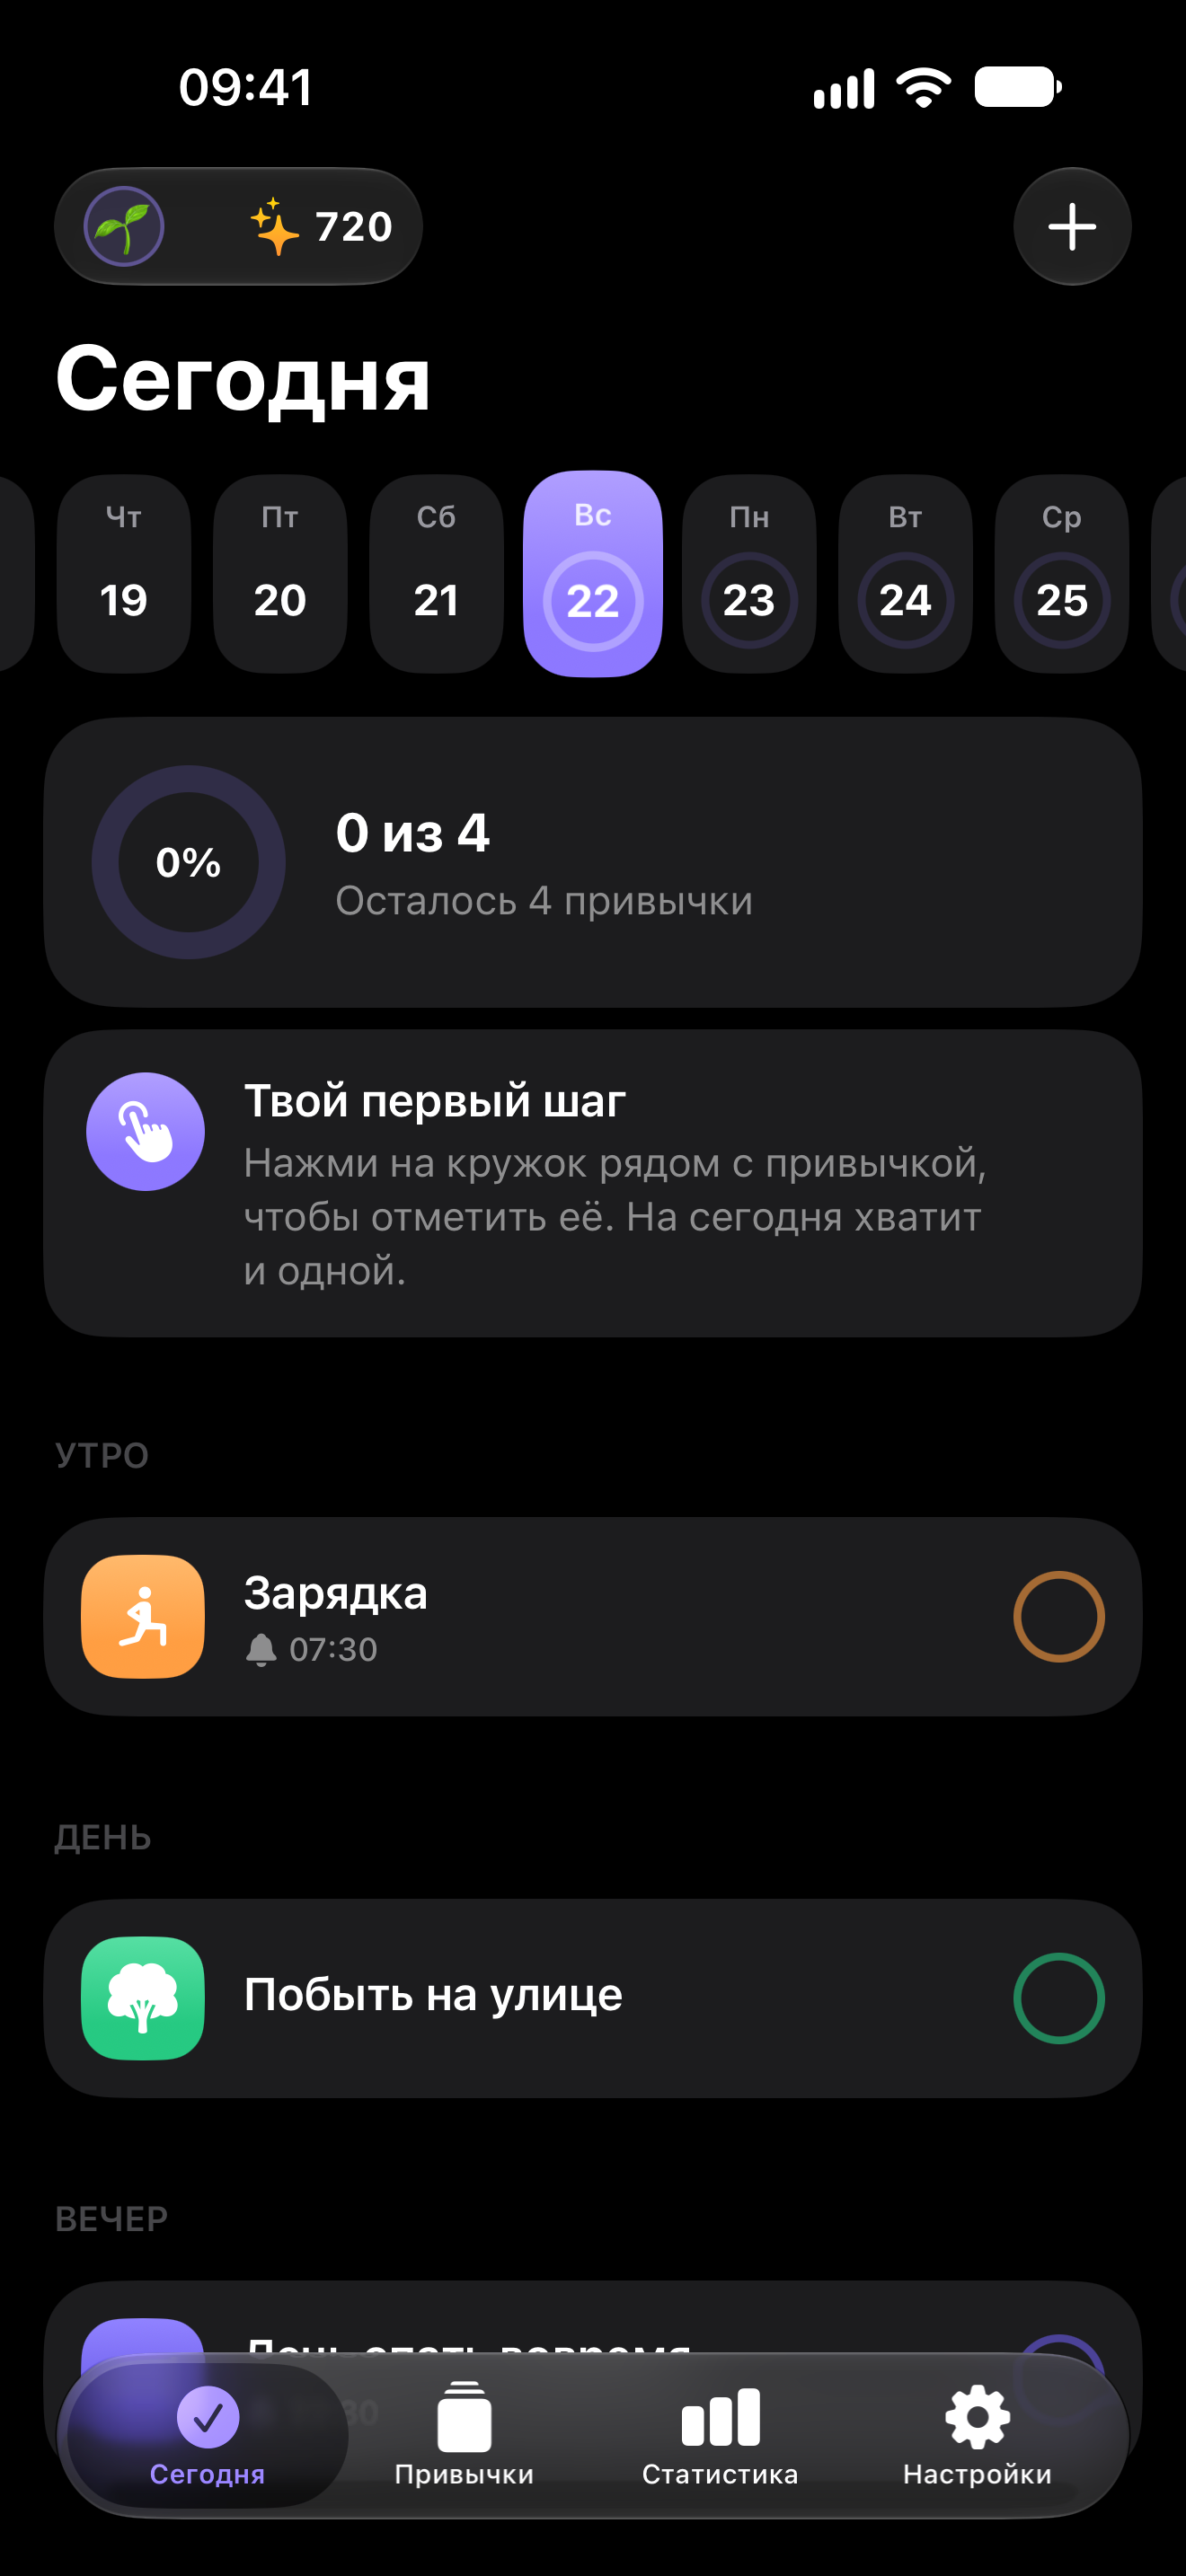 09:41
720
Сегодня
Чт Пт Сб Вс Пн Вт Ср
19 20 21 22 23 24 25
0%
0 из 4
Осталось 4 привычки
Твой первый шаг
Нажми на кружок рядом с привычкой,
чтобы отметить её. На сегодня хватит
и одной.
УТРО
Зарядка
07:30
ДЕНЬ
Побыть на улице
ВЕЧЕР
Сегодня Привычки Статистика Настройки